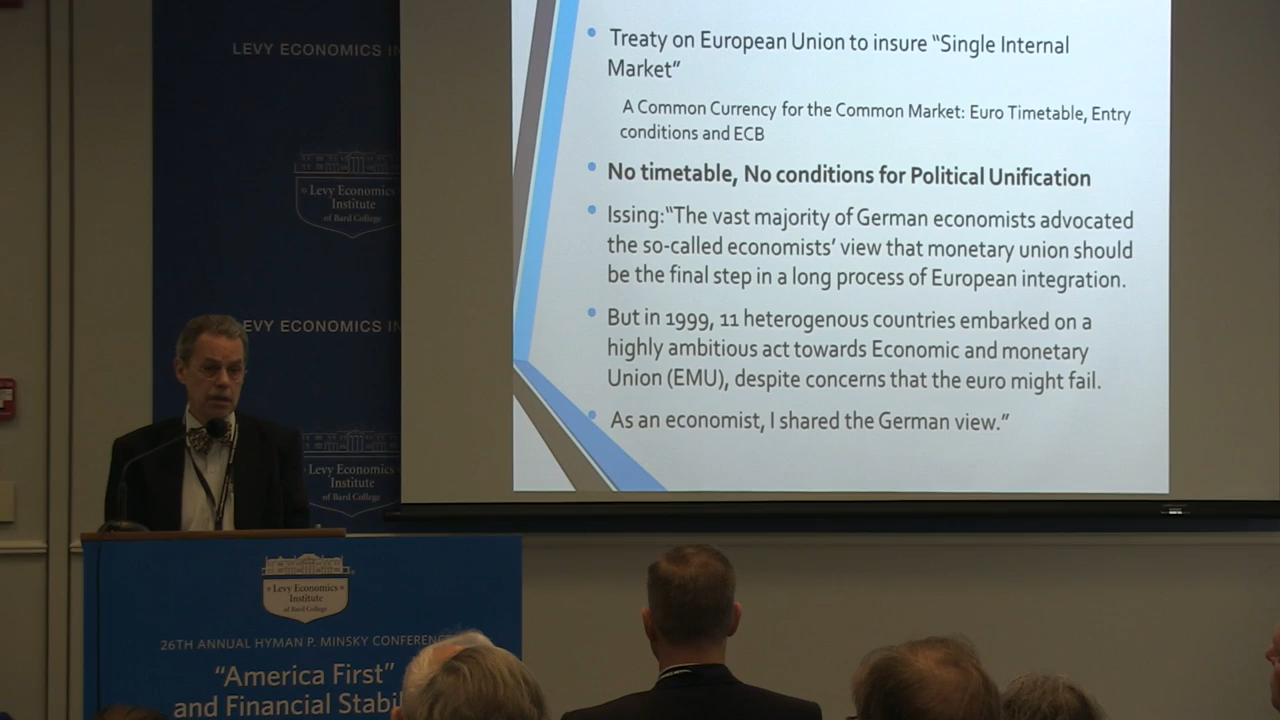 LEVY ECONOMICS IN
Levy Economics
Institute
of Bard College
EVY ECONOMICS IN
Levy Economics
Institute
of Bard College
Treaty on European Union to insure “Single Internal
Market”
A Common Currency for the Common Market: Euro Timetable, Entry
conditions and ECB
No timetable, No conditions for Political Unification
Issing:“The vast majority of German economists advocated
the so-called economists’ view that monetary union should
be the final step in a long process of European integration.
But in 1999, 11 heterogenous countries embarked on a
highly ambitious act towards Economic and monetary
Union (EMU), despite concerns that the euro might fail.
As an economist, I shared the German view.”
Levy Economics
Institute
of Bard College
26TH ANNUAL HYMAN P. MINSKY CONFERENC
“America First”
and Financial Stabil